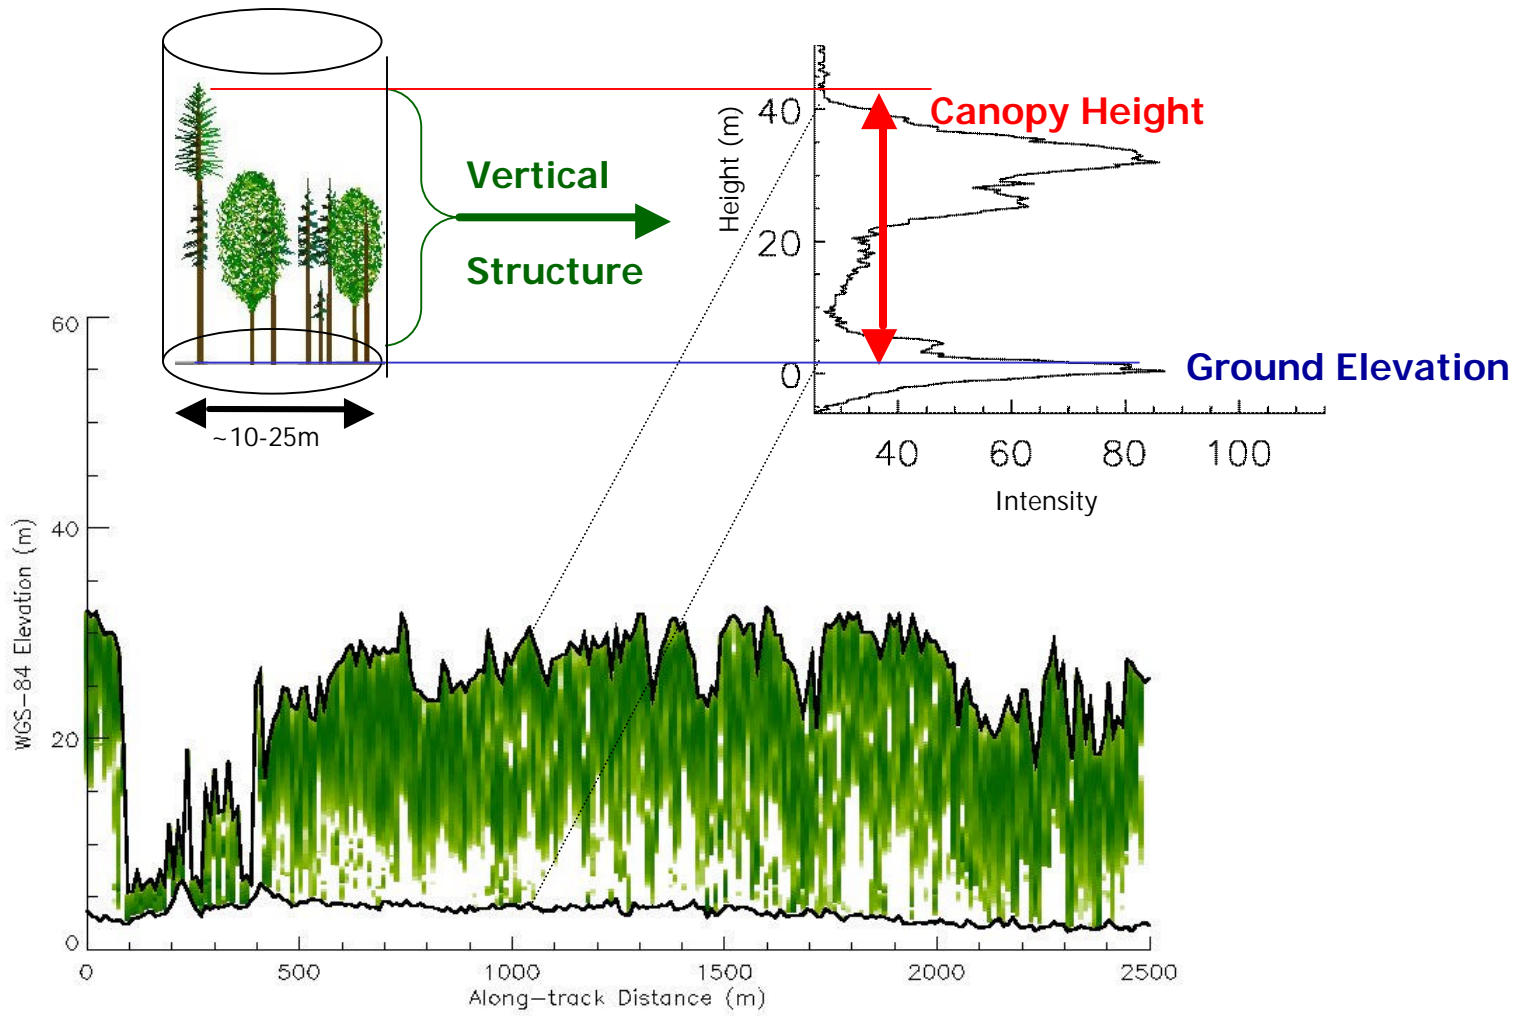 40
Canopy Height
Height (m)
Vertical
20
Structure
60
0
Ground Elevation
~10-25m
40 60 80 100
Intensity
40
WGS-84 Elevation (m)
20
0
0 500 1000 1500 2000 2500
Along-track Distance (m)